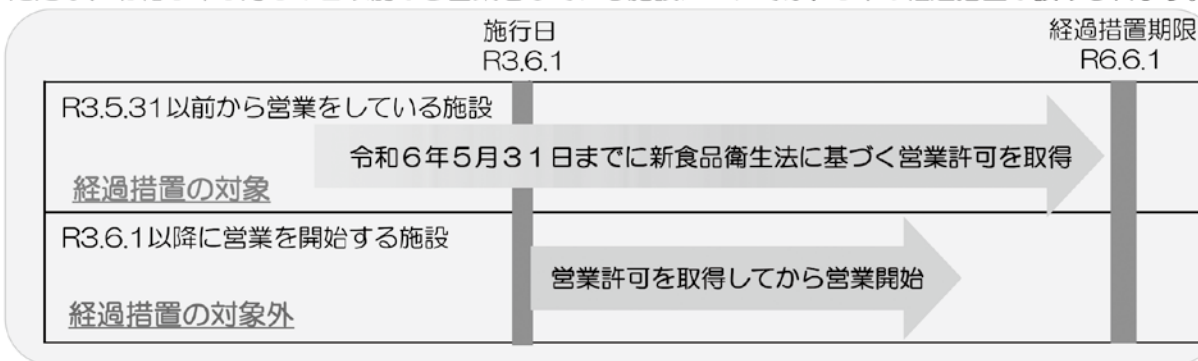 施行日
R3.6.1
経過措置期限
R6.6.1
R3.5.31以前から営業をしている施設
令和6年5月31日までに新食品衛生法に基づく営業許可を取得
経過措置の対象
R3.6.1以降に営業を開始する施設
営業許可を取得してから営業開始
経過措置の対象外